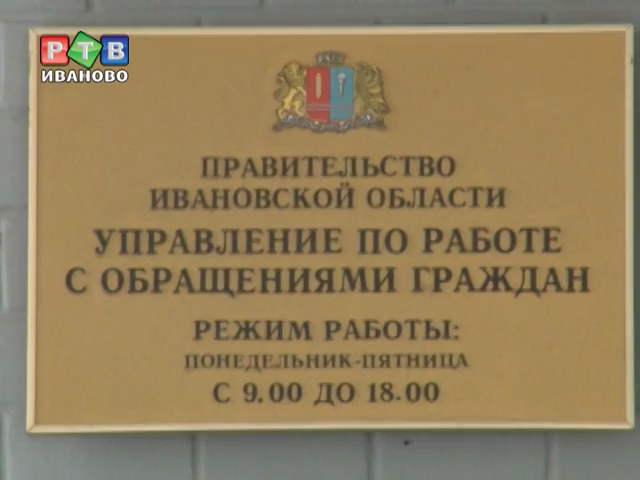 РТВ
ИВАНОВО
ПРАВИТЕЛЬСТВО
ИВАНОВСКОЙ ОБЛАСТИ
УПРАВЛЕНИЕ ПО РАБОТЕ
С ОБРАЩЕНИЯМИ ГРАЖДАН
РЕЖИМ РАБОТЫ:
ПОНЕДЕЛЬНИК-ПЯТНИЦА
С 9.00 ДО 18.00